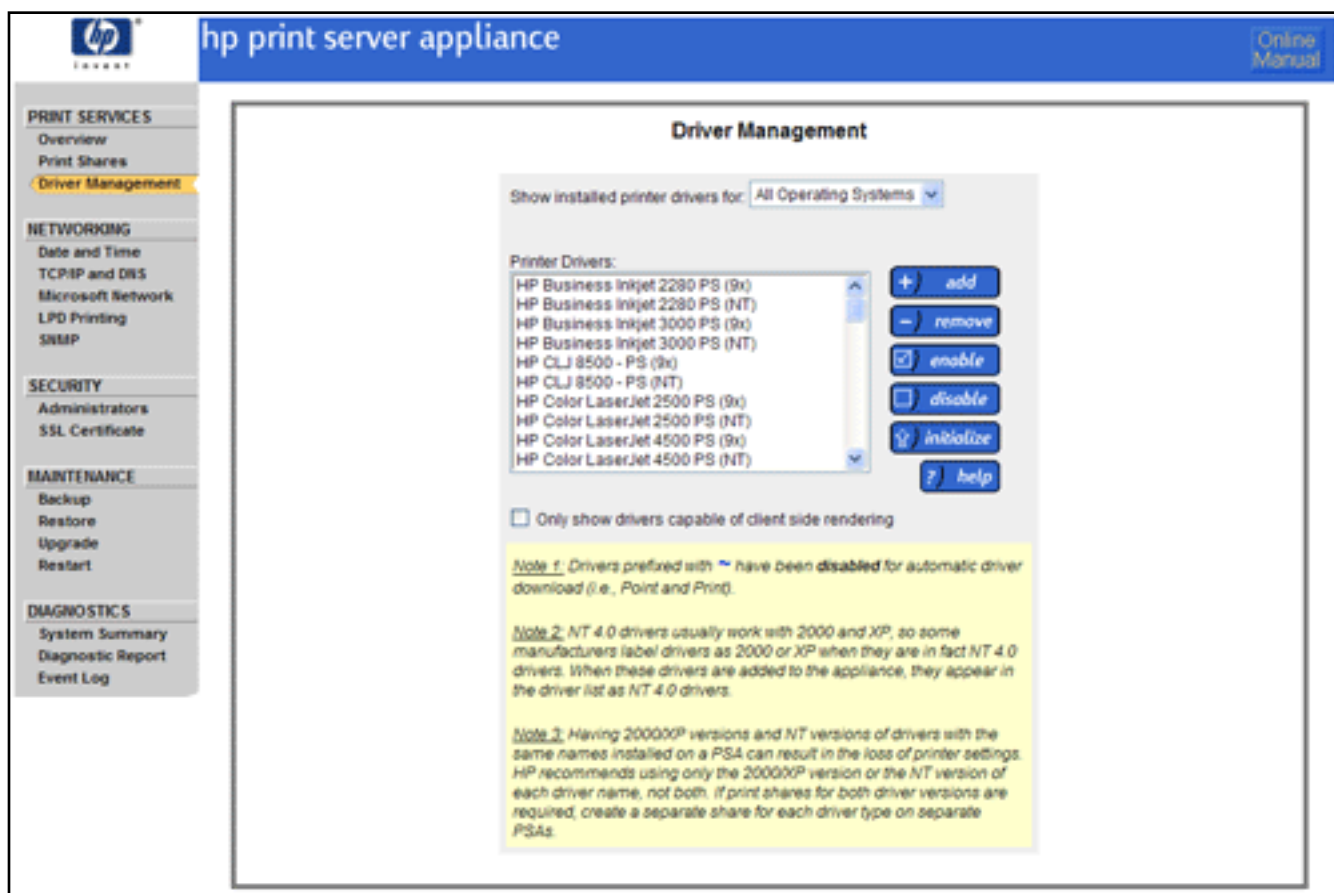 hp
invent
hp print server appliance
Online
Manual
PRINT SERVICES
Overview
Print Shares
Driver Management
NETWORKING
Date and Time
TCP/IP and DNS
Microsoft Network
LPD Printing
SNMP
SECURITY
Administrators
SSL Certificate
MAINTENANCE
Backup
Restore
Upgrade
Restart
DIAGNOSTICS
System Summary
Diagnostic Report
Event Log
Driver Management
Show installed printer drivers for: All Operating Systems
Printer Drivers:
HP Business Inkjet 2280 PS (9x)
HP Business Inkjet 2280 PS (NT)
HP Business Inkjet 3000 PS (9x)
HP Business Inkjet 3000 PS (NT)
HP CLJ 8500 - PS (9x)
HP CLJ 8500 - PS (NT)
HP Color LaserJet 2500 PS (9x)
HP Color LaserJet 2500 PS (NT)
HP Color LaserJet 4500 PS (9x)
HP Color LaserJet 4500 PS (NT)
+ add
- remove
enable
disable
initialize
? help
Only show drivers capable of client side rendering
Note 1: Drivers prefixed with ~ have been disabled for automatic driver
download (i.e., Point and Print).
Note 2: NT 4.0 drivers usually work with 2000 and XP, so some
manufacturers label drivers as 2000 or XP when they are in fact NT 4.0
drivers. When these drivers are added to the appliance, they appear in
the driver list as NT 4.0 drivers.
Note 3: Having 2000/XP versions and NT versions of drivers with the
same names installed on a PSA can result in the loss of printer settings.
HP recommends using only the 2000/XP version or the NT version of
each driver name, not both. If print shares for both driver versions are
required, create a separate share for each driver type on separate
PSAs.